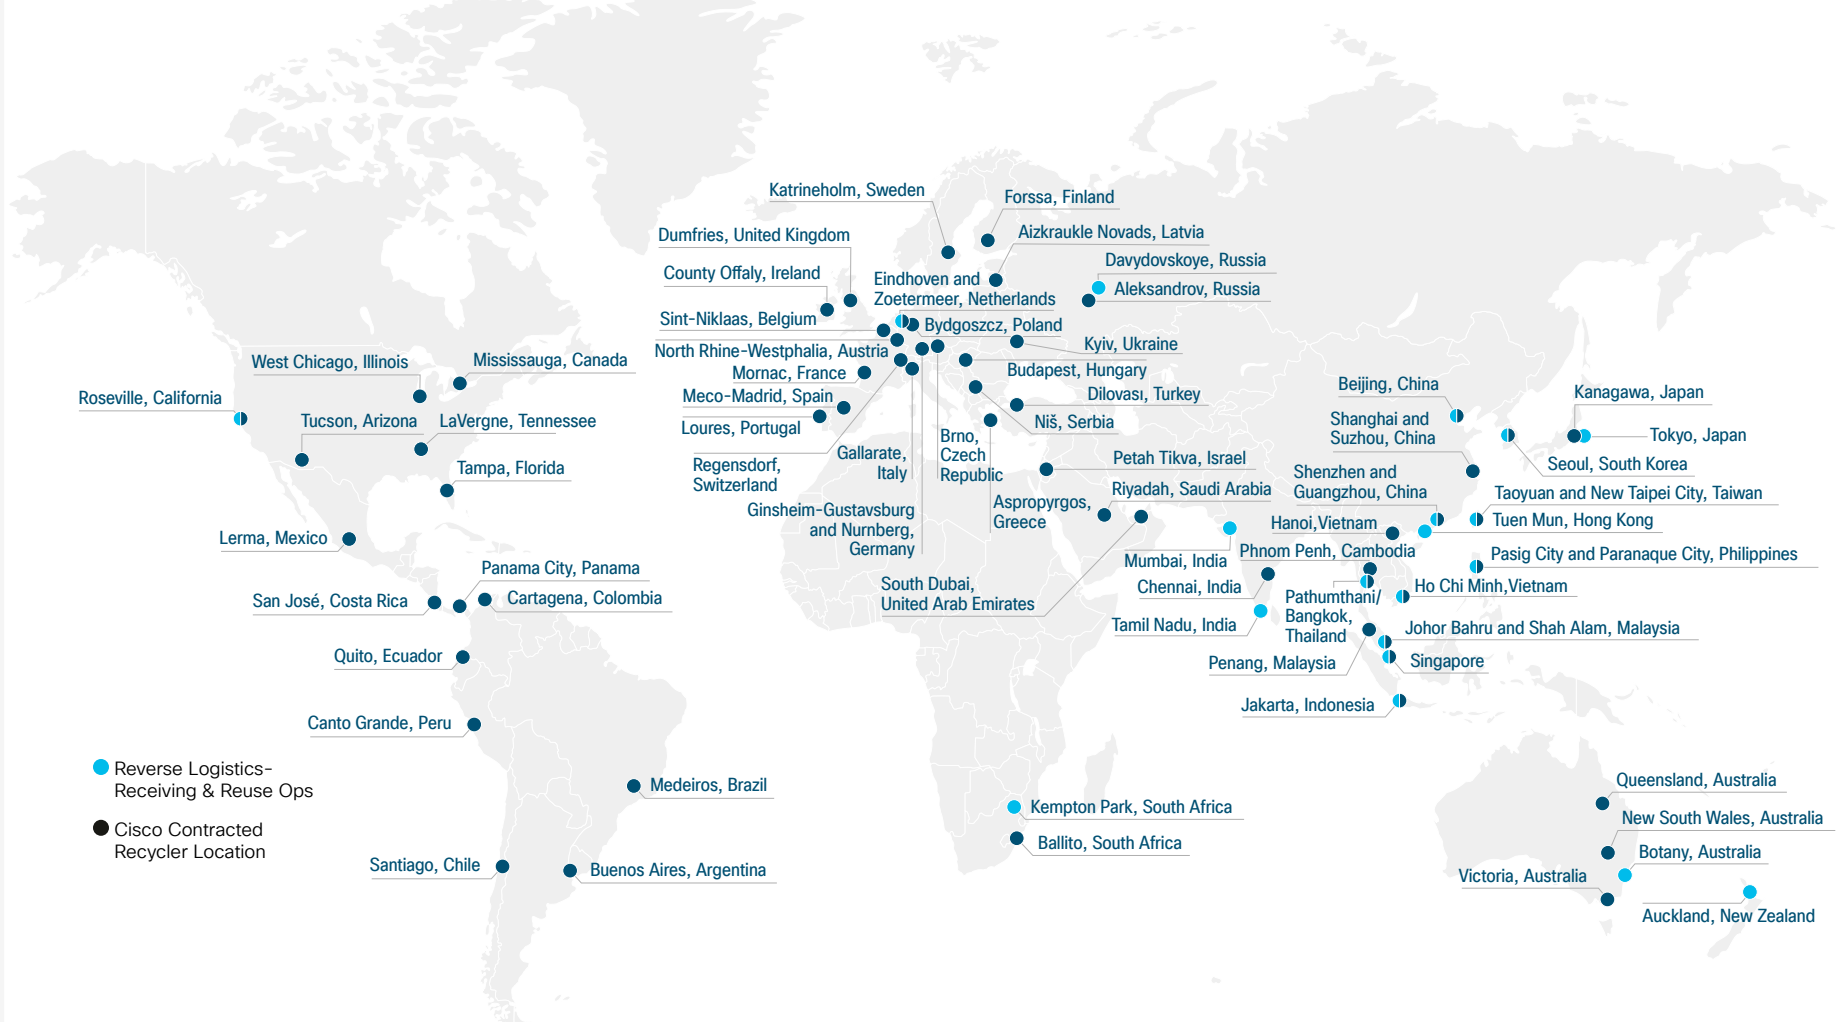 Katrineholm, Sweden
Forssa, Finland
Dumfries, United Kingdom
Aizkraukle Novads, Latvia
County Offaly, Ireland
Davydovskoye, Russia
Eindhoven and
Zoetermeer, Netherlands
Aleksandrov, Russia
Sint-Niklaas, Belgium
Bydgoszcz, Poland
North Rhine-Westphalia, Austria
Kyiv, Ukraine
Mornac, France
Budapest, Hungary
Meco-Madrid, Spain
Dilovası, Turkey
Loures, Portugal
Niš, Serbia
Regensdorf,
Switzerland
Gallarate,
Italy
Brno,
Czech
Republic
Petah Tikva, Israel
Ginsheim-Gustavsburg
and Nurnberg,
Germany
Aspropyrgos,
Greece
Riyadah, Saudi Arabia
South Dubai,
United Arab Emirates
West Chicago, Illinois
Mississauga, Canada
Roseville, California
Tucson, Arizona
LaVergne, Tennessee
Tampa, Florida
Lerma, Mexico
Panama City, Panama
San José, Costa Rica
Cartagena, Colombia
Quito, Ecuador
Canto Grande, Peru
Medeiros, Brazil
Santiago, Chile
Buenos Aires, Argentina
Beijing, China
Kanagawa, Japan
Shanghai and
Suzhou, China
Tokyo, Japan
Seoul, South Korea
Shenzhen and
Guangzhou, China
Taoyuan and New Taipei City, Taiwan
Hanoi,Vietnam
Tuen Mun, Hong Kong
Mumbai, India
Phnom Penh, Cambodia
Pasig City and Paranaque City, Philippines
Chennai, India
Ho Chi Minh,Vietnam
Pathumthani/
Bangkok,
Thailand
Tamil Nadu, India
Johor Bahru and Shah Alam, Malaysia
Penang, Malaysia
Singapore
Jakarta, Indonesia
Kempton Park, South Africa
Ballito, South Africa
Queensland, Australia
New South Wales, Australia
Botany, Australia
Victoria, Australia
Auckland, New Zealand
Reverse Logistics-
Receiving & Reuse Ops
Cisco Contracted
Recycler Location